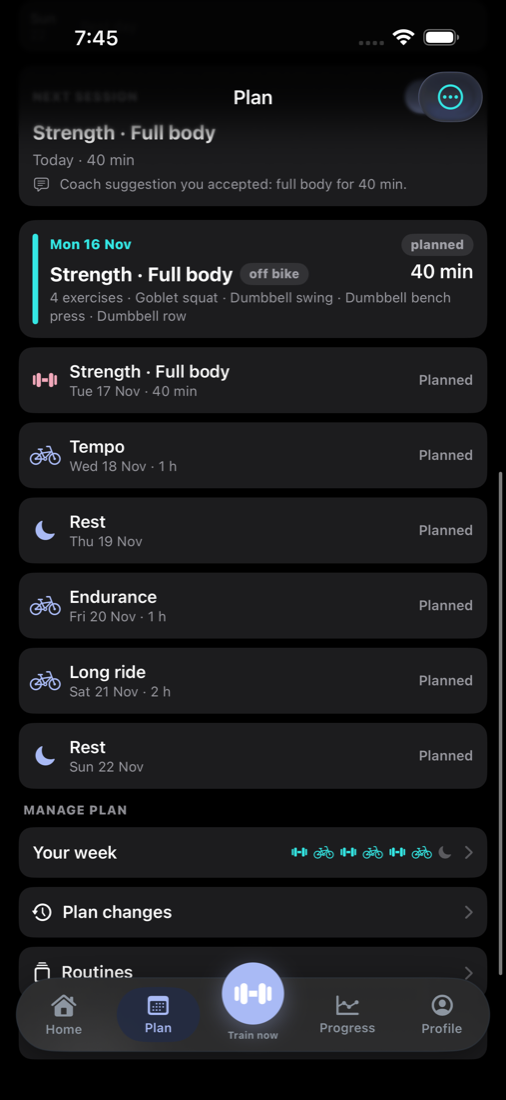 7:45
Plan
NEXT SESSION
Strength · Full body
Today · 40 min
Coach suggestion you accepted: full body for 40 min.
Mon 16 Nov
planned
Strength · Full body
off bike
40 min
4 exercises · Goblet squat · Dumbbell swing · Dumbbell bench
press · Dumbbell row
Strength · Full body
Tue 17 Nov · 40 min
Planned
Tempo
Wed 18 Nov · 1 h
Planned
Rest
Thu 19 Nov
Planned
Endurance
Fri 20 Nov · 1 h
Planned
Long ride
Sat 21 Nov · 2 h
Planned
Rest
Sun 22 Nov
Planned
MANAGE PLAN
Your week
Plan changes
Routines
Home
Plan
Train now
Progress
Profile